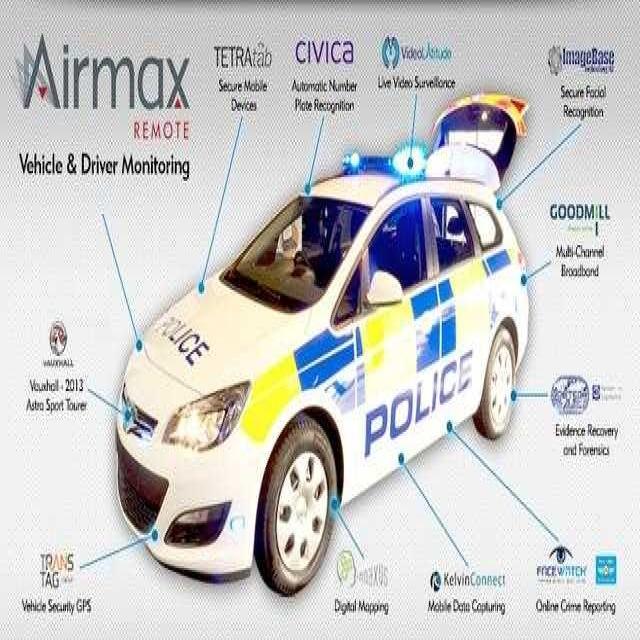 Airmax
REMOTE
Vehicle & Driver Monitoring
TETRAtab
Secure Mobile
Devices
CIVICA
Automatic Number
Plate Recognition
VideoLAtitude
Live Video Surveillance
ImageBase
Secure Facial
Recognition
GOODMILL
Multi-Channel
Broadband
VAUXHALL
Vauxhall - 2013
Astra Sport Tourer
POLICE
POLICE
Evidence Recovery
and Forensics
TRANS
TAG
Vehicle Security GPS
Digital Mapping
KelvinConnect
Mobile Data Capturing
FACEWATCH
Online Crime Reporting